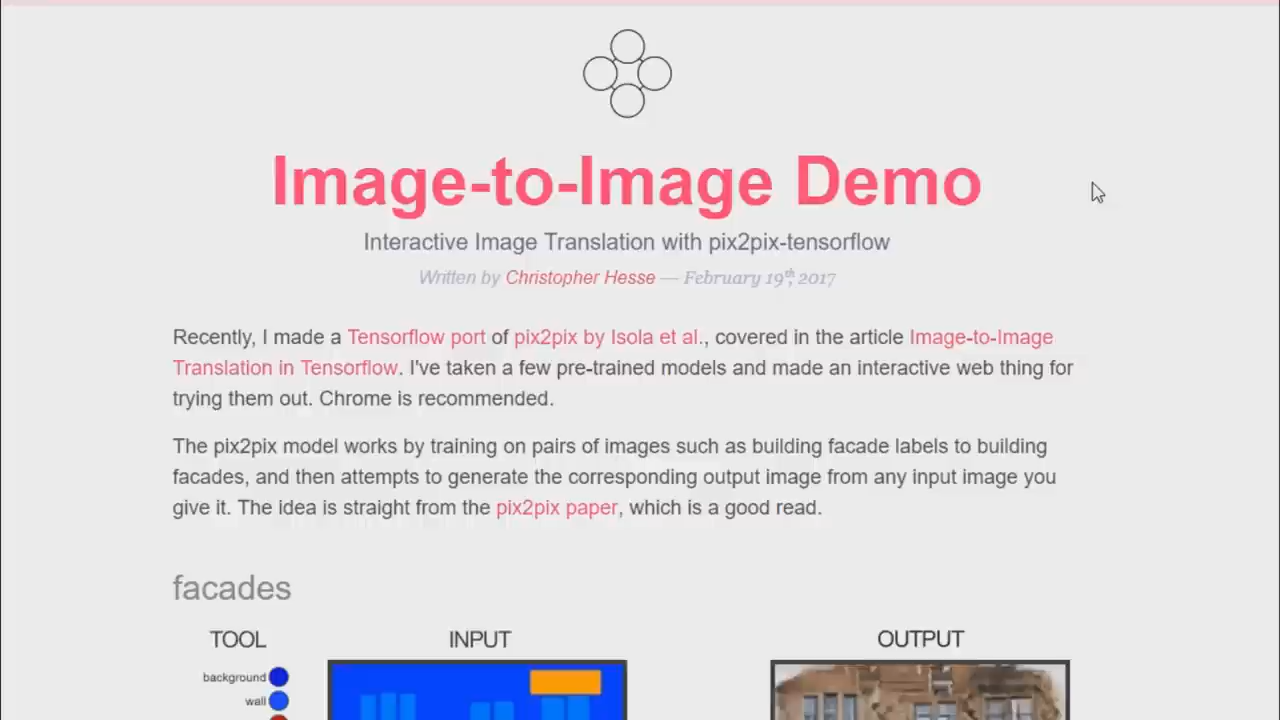 Image-to-Image Demo
Interactive Image Translation with pix2pix-tensorflow
Written by Christopher Hesse — February 19th, 2017
Recently, I made a Tensorflow port of pix2pix by Isola et al., covered in the article Image-to-Image
Translation in Tensorflow. I've taken a few pre-trained models and made an interactive web thing for
trying them out. Chrome is recommended.
The pix2pix model works by training on pairs of images such as building facade labels to building
facades, and then attempts to generate the corresponding output image from any input image you
give it. The idea is straight from the pix2pix paper, which is a good read.
facades
TOOL INPUT OUTPUT
background
wall